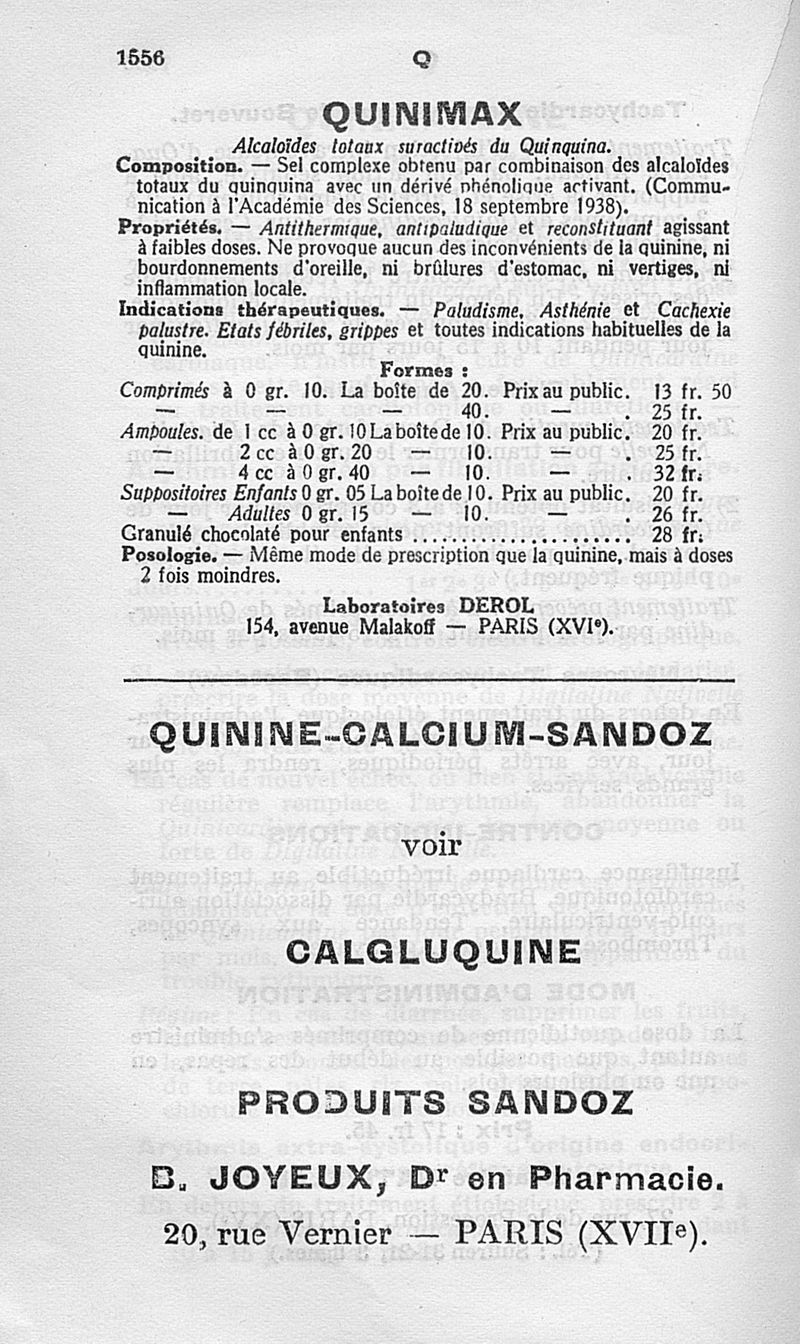 1556
Q
QUINIMAX
Alcaloïdes totaux suractivés du Quinquina.
Composition. — Sel complexe obtenu par combinaison des alcaloïdes
totaux du quinquina avec un dérivé phénolique activant. (Commu-
nication à l'Académie des Sciences, 18 septembre 1938).
Propriétés. — Antithermique, antipaludique et reconstituant agissant
à faibles doses. Ne provoque aucun des inconvénients de la quinine, ni
bourdonnements d'oreille, ni brûlures d'estomac, ni vertiges, ni
inflammation locale.
Indications thérapeutiques. — Paludisme, Asthénie et Cachexie
palustre. Etats fébriles, grippes et toutes indications habituelles de la
quinine.
Formes :
Comprimés à 0 gr. 10. La boîte de 20. Prix au public. 13 fr. 50
— — — 40. — . 25 fr.
Ampoules. de 1 cc à 0 gr. 10 La boîte de 10. Prix au public. 20 fr.
— 2 cc à 0 gr. 20 — 10. — . 25 fr.
— 4 cc à 0 gr. 40 — 10. — . 32 fr.
Suppositoires Enfants 0 gr. 05 La boîte de 10. Prix au public. 20 fr.
— Adultes 0 gr. 15 — 10. — . 26 fr.
Granulé chocolaté pour enfants ........................ 28 fr.
Posologie. — Même mode de prescription que la quinine, mais à doses
2 fois moindres.
Laboratoires DEROL
154, avenue Malakoff — PARIS (XVIe).
QUININE-CALCIUM-SANDOZ
voir
CALGLUQUINE
PRODUITS SANDOZ
B. JOYEUX, Dr en Pharmacie.
20, rue Vernier — PARIS (XVIIe).